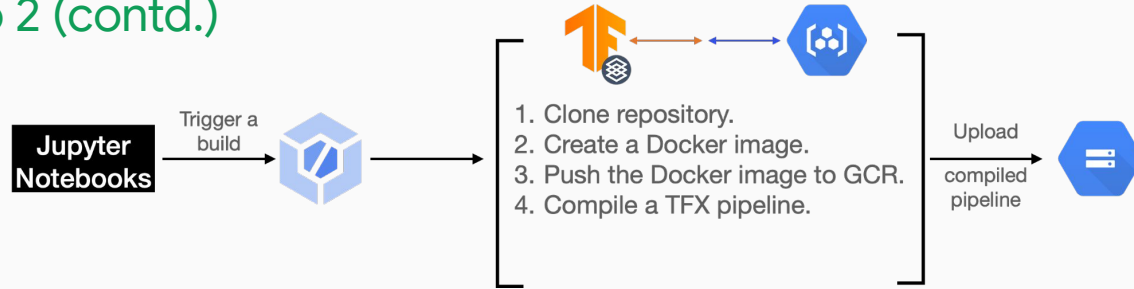 2 (contd.)
Jupyter
Notebooks
Trigger a
build
1. Clone repository.
2. Create a Docker image.
3. Push the Docker image to GCR.
4. Compile a TFX pipeline.
Upload
compiled
pipeline